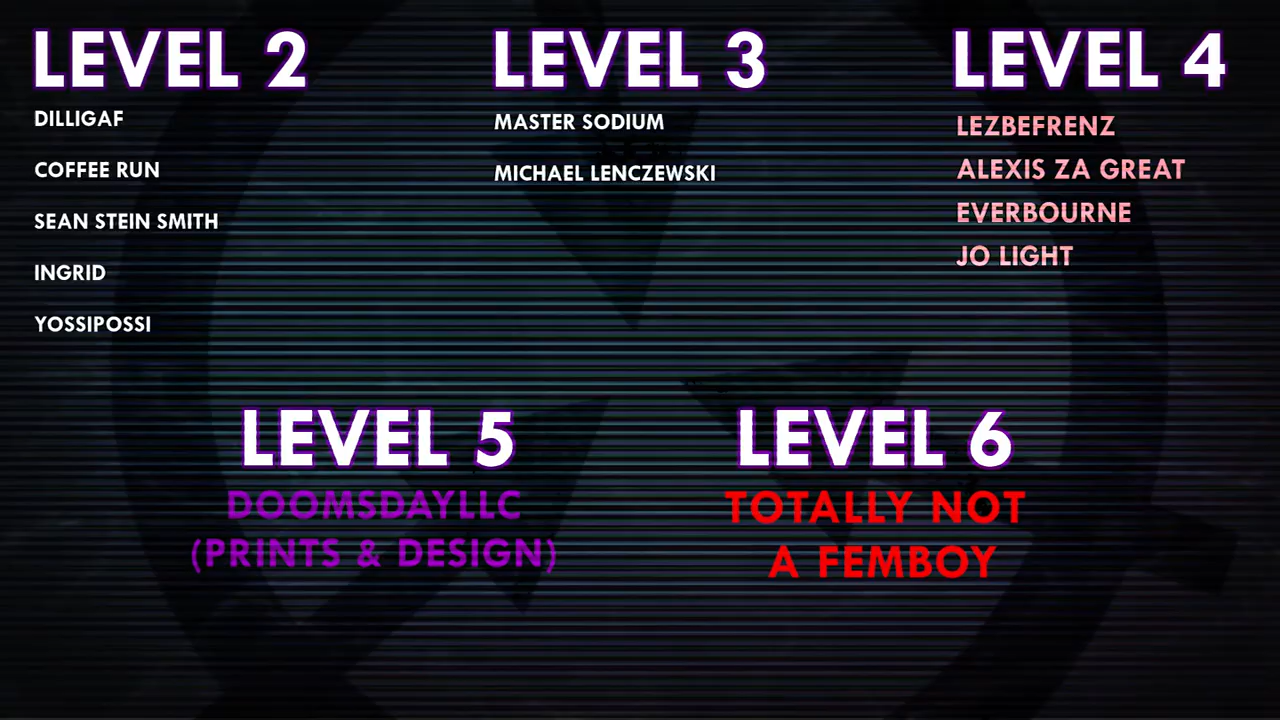 LEVEL 2
DILLIGAF
COFFEE RUN
SEAN STEIN SMITH
INGRID
YOSSIPOSSI
LEVEL 3
MASTER SODIUM
MICHAEL LENCZEWSKI
LEVEL 4
LEZBEFRENZ
ALEXIS ZA GREAT
EVERBOURNE
JO LIGHT
LEVEL 5
DOOMSDAYLLC
(PRINTS & DESIGN)
LEVEL 6
TOTALLY NOT
A FEMBOY